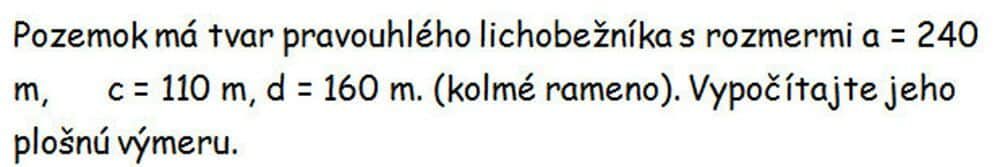 Pozemok má tvar pravouhlého lichobežníka s rozmermi a = 240
m, c = 110 m, d = 160 m. (kolmé rameno). Vypočítajte jeho
plošnú výmeru.